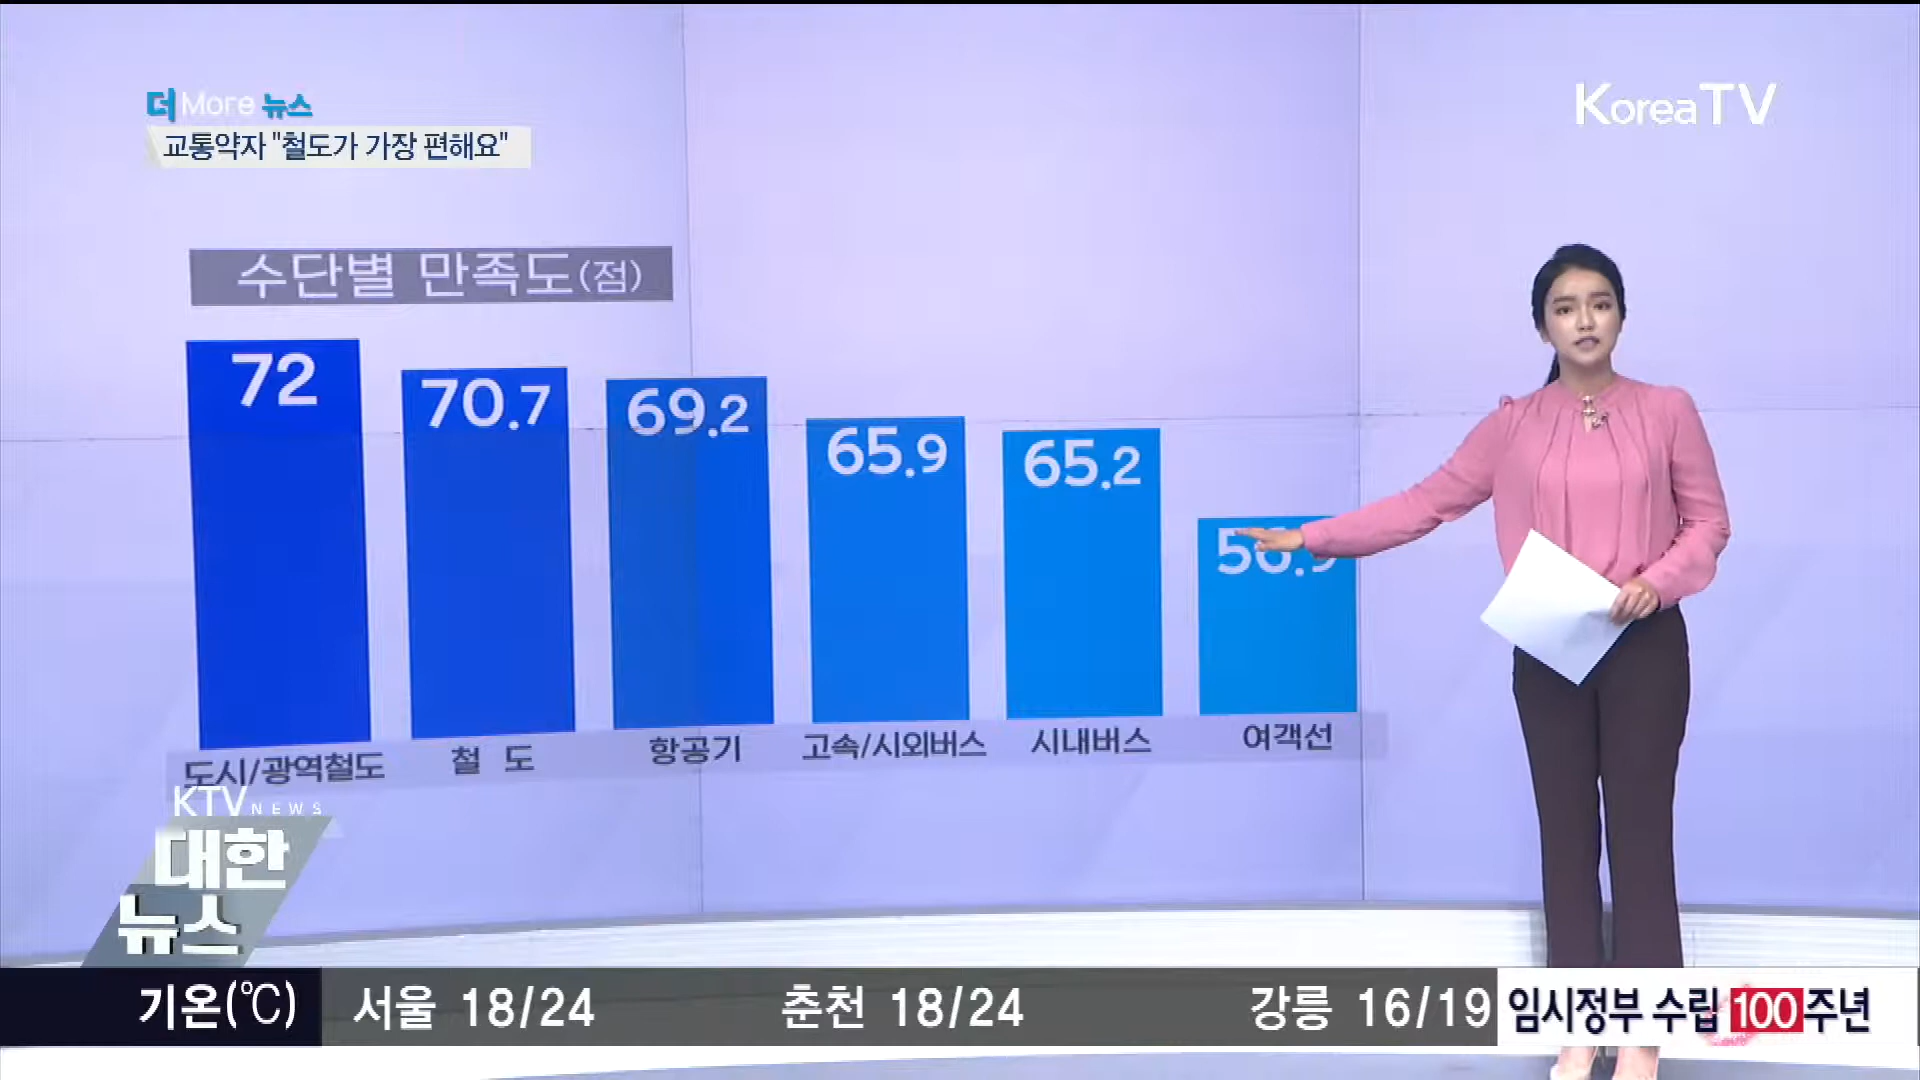 더 More 뉴스
교통약자 "철도가 가장 편해요"
KoreaTV
수단별 만족도(점)
72
70.7
69.2
65.9
65.2
도시/광역철도
철 도
항공기
고속/시외버스
시내버스
여객선
KTV NEWS
대한
뉴스
기온(℃) 서울 18/24 춘천 18/24 강릉 16/19
임시정부 수립 100주년